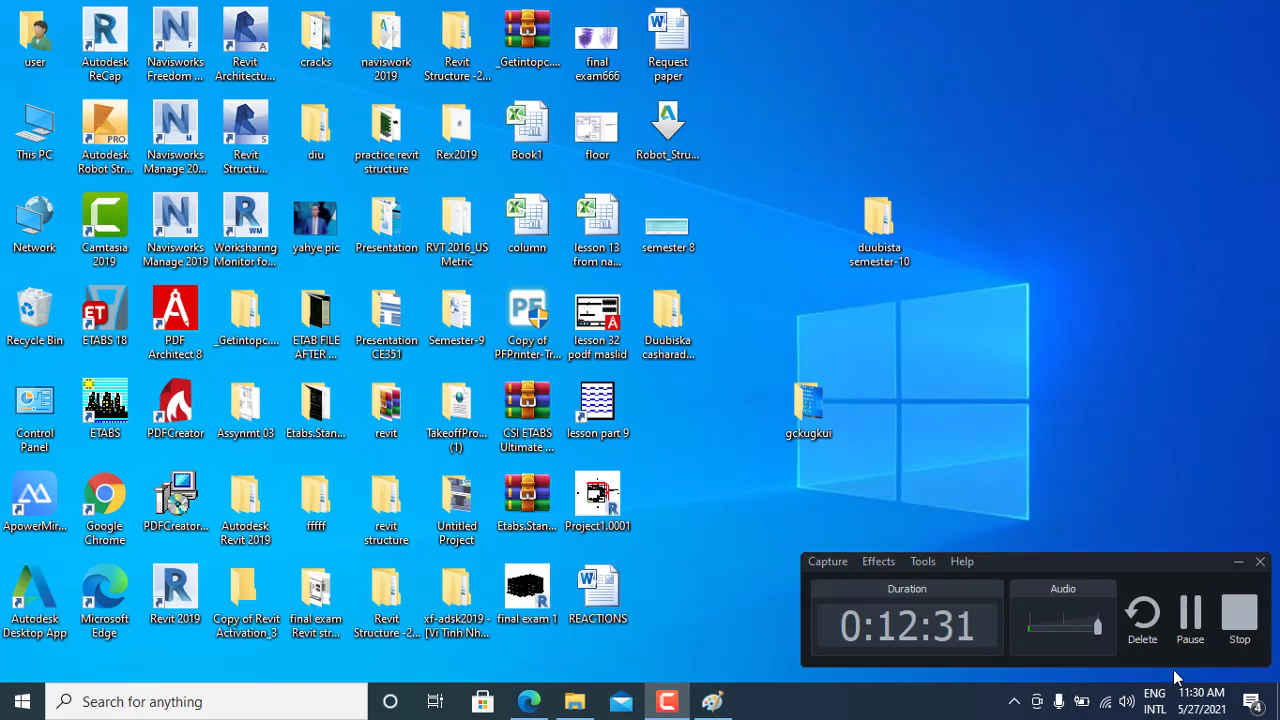 user
Autodesk
ReCap
Navisworks
Freedom ...
Revit
Architectu...
cracks
naviswork
2019
Revit
Structure -2...
_Getintopc....
final
exam666
Request
paper
This PC
Autodesk
Robot Str...
Navisworks
Manage 20...
Revit
Structu...
diu
practice revit
structure
Rex2019
Book1
floor
Robot_Stru...
Network
Camtasia
2019
Navisworks
Manage 2019
Worksharing
Monitor fo...
yahye pic
Presentation
RVT 2016_US
Metric
column
lesson 13
from na...
semester 8
duubista
semester-10
Recycle Bin
ETABS 18
PDF
Architect 8
_Getintopc....
ETAB FILE
AFTER ...
Presentation
CE351
Semester-9
Copy of
PFPrinter-Tr...
lesson 32
podf maslid
Duubiska
casharad...
Control
Panel
ETABS
PDFCreator
Assynmt 03
Etabs.Stan...
revit
TakeoffPro...
(1)
CSI ETABS
Ultimate ...
lesson part 9
gckugkui
ApowerMir...
Google
Chrome
PDFCreator...
Autodesk
Revit 2019
fffff
revit
structure
Untitled
Project
Etabs.Stan...
Project1.0001
Autodesk
Desktop App
Microsoft
Edge
Revit 2019
Copy of Revit
Activation_3
final exam
Revit str...
Revit
Structure -2...
xf-adsk2019 -
[Vi Tinh Nh...
final exam 1
REACTIONS
Capture Effects Tools Help
Duration
Audio
0:12:31
Delete
Pause
Stop
Search for anything
ENG
INTL
11:30 AM
5/27/2021
4